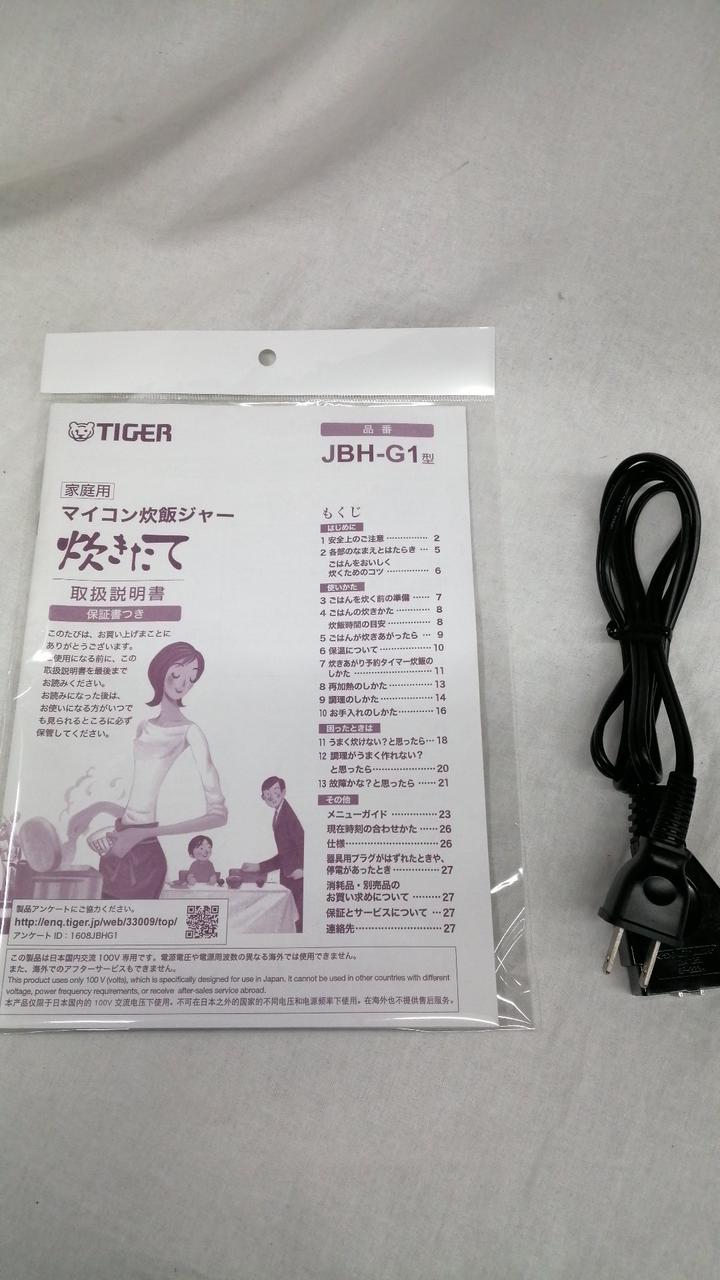 TIGER
品番
JBH-G1型
家庭用
マイコン炊飯ジャー
炊きたて
取扱説明書
保証書つき
このたびは、お買い上げまことに
ありがとうございます。
ご使用になる前に、この
取扱説明書を最後まで
お読みください。
お読みになった後は、
お使いになる方がいつで
も見られるところに必ず
保管してください。
もくじ
はじめに
1 安全上のご注意 …………… 2
2 各部のなまえとはたらき … 5
ごはんをおいしく
炊くためのコツ …………… 6
使いかた
3 ごはんを炊く前の準備 …… 7
4 ごはんの炊きかた ………… 8
炊飯時間の目安 …………… 8
5 ごはんが炊きあがったら … 9
6 保温について ……………… 10
7 炊きあがり予約タイマー炊飯の
しかた ……………………… 11
8 再加熱のしかた …………… 13
9 調理のしかた ……………… 14
10 お手入れのしかた ………… 16
困ったときは
11 うまく炊けない?と思ったら… 18
12 調理がうまく作れない?
と思ったら ………………… 20
13 故障かな?と思ったら …… 21
その他
メニューガイド ……………… 23
現在時刻の合わせかた …… 26
仕様 …………………………… 26
器具用プラグがはずれたときや、
停電があったとき …………… 27
消耗品・別売品の
お買い求めについて ………… 27
保証とサービスについて … 27
連絡先 ………………………… 27
製品アンケートにご協力ください。
http://enq.tiger.jp/web/33009/top/
アンケート ID:1608JBHG1
この製品は日本国内交流 100V 専用です。電源電圧や電源周波数の異なる海外では使用できません。
また、海外でのアフターサービスもできません。
This product uses only 100 V (volts), which is specifically designed for use in Japan. It cannot be used in other countries with different
voltage, power frequency requirements, or receive after-sales service abroad.
本产品仅限于日本国内的 100V 交流电压下使用。不可在日本之外的国家的不同电压和电源频率下使用。在海外也不提供售后服务。